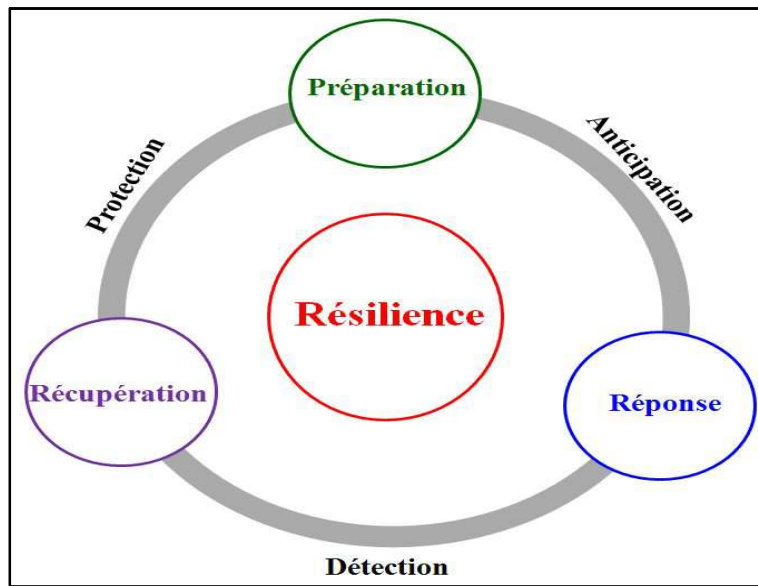 Préparation
Protection
Anticipation
Résilience
Récupération
Réponse
Détection